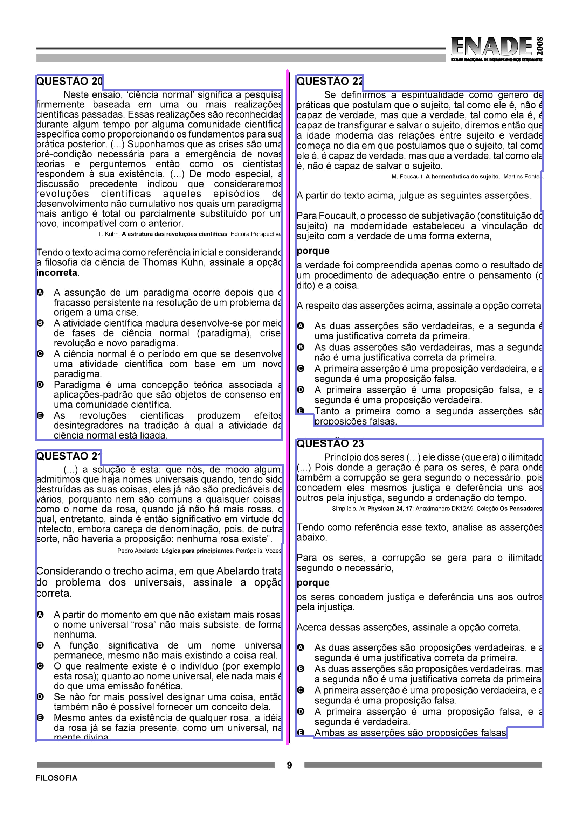 ENADE 2008
EXAME NACIONAL DE DESEMPENHO DOS ESTUDANTES
QUESTÃO 20
Neste ensaio, 'ciência normal' significa a pesquisa
firmemente baseada em uma ou mais realizações
científicas passadas. Essas realizações são reconhecidas
durante algum tempo por alguma comunidade científica
específica como proporcionando os fundamentos para sua
prática posterior. (...) Suponhamos que as crises são uma
pré-condição necessária para a emergência de novas
teorias e perguntemos então como os cientistas
respondem à sua existência. (...) De modo especial, a
discussão precedente indicou que consideraremos
revoluções científicas aqueles episódios de
desenvolvimento não cumulativo nos quais um paradigma
mais antigo é total ou parcialmente substituído por um
novo, incompatível com o anterior.
T. Kuhn. A estrutura das revoluções científicas. Editora Perspectiva.
Tendo o texto acima como referência inicial e considerando
a filosofia da ciência de Thomas Kuhn, assinale a opção
incorreta.
A A assunção de um paradigma ocorre depois que o
fracasso persistente na resolução de um problema dá
origem a uma crise.
B A atividade científica madura desenvolve-se por meio
de fases de ciência normal (paradigma), crise,
revolução e novo paradigma.
C A ciência normal é o período em que se desenvolve
uma atividade científica com base em um novo
paradigma.
D Paradigma é uma concepção teórica associada a
aplicações-padrão que são objetos de consenso em
uma comunidade científica.
E As revoluções científicas produzem efeitos
desintegradores na tradição à qual a atividade da
ciência normal está ligada.
QUESTÃO 21
(...) a solução é esta: que nós, de modo algum,
admitimos que haja nomes universais quando, tendo sido
destruídas as suas coisas, eles já não são predicáveis de
vários, porquanto nem são comuns a quaisquer coisas,
como o nome da rosa, quando já não há mais rosas, o
qual, entretanto, ainda é então significativo em virtude do
intelecto, embora careça de denominação, pois, de outra
sorte, não haveria a proposição: nenhuma rosa existe".
Pedro Abelardo. Lógica para principiantes. Petrópolis: Vozes.
Considerando o trecho acima, em que Abelardo trata
do problema dos universais, assinale a opção
correta.
A A partir do momento em que não existam mais rosas,
o nome universal "rosa" não mais subsiste, de forma
nenhuma.
B A função significativa de um nome universal
permanece, mesmo não mais existindo a coisa real.
C O que realmente existe é o indivíduo (por exemplo,
esta rosa); quanto ao nome universal, ele nada mais é
do que uma emissão fonética.
D Se não for mais possível designar uma coisa, então
também não é possível fornecer um conceito dela.
E Mesmo antes da existência de qualquer rosa, a idéia
da rosa já se fazia presente, como um universal, na
mente divina.
QUESTÃO 22
Se definirmos a espiritualidade como gênero de
práticas que postulam que o sujeito, tal como ele é, não é
capaz de verdade, mas que a verdade, tal como ela é, é
capaz de transfigurar e salvar o sujeito, diremos então que
a idade moderna das relações entre sujeito e verdade
começa no dia em que postulamos que o sujeito, tal como
ele é, é capaz de verdade, mas que a verdade, tal como ela
é, não é capaz de salvar o sujeito.
M. Foucault. A hermenêutica do sujeito. Martins Fontes.
A partir do texto acima, julgue as seguintes asserções.
Para Foucault, o processo de subjetivação (constituição do
sujeito) na modernidade estabeleceu a vinculação do
sujeito com a verdade de uma forma externa,
porque
a verdade foi compreendida apenas como o resultado de
um procedimento de adequação entre o pensamento (o
dito) e a coisa.
A respeito das asserções acima, assinale a opção correta.
A As duas asserções são verdadeiras, e a segunda é
uma justificativa correta da primeira.
B As duas asserções são verdadeiras, mas a segunda
não é uma justificativa correta da primeira.
C A primeira asserção é uma proposição verdadeira, e a
segunda é uma proposição falsa.
D A primeira asserção é uma proposição falsa, e a
segunda é uma proposição verdadeira.
E Tanto a primeira como a segunda asserções são
proposições falsas.
QUESTÃO 23
Princípio dos seres (...) ele disse (que era) o ilimitado
(...) Pois donde a geração é para os seres, é para onde
também a corrupção se gera segundo o necessário; pois
concedem eles mesmos justiça e deferência uns aos
outros pela injustiça, segundo a ordenação do tempo.
Simplício. In: Physicam 24, 17. Anaximandro DK12A9. Coleção Os Pensadores.
Tendo como referência esse texto, analise as asserções
abaixo.
Para os seres, a corrupção se gera para o ilimitado
segundo o necessário,
porque
os seres concedem justiça e deferência uns aos outros
pela injustiça.
Acerca dessas asserções, assinale a opção correta.
A As duas asserções são proposições verdadeiras, e a
segunda é uma justificativa correta da primeira.
B As duas asserções são proposições verdadeiras, mas
a segunda não é uma justificativa correta da primeira.
C A primeira asserção é uma proposição verdadeira, e a
segunda é uma proposição falsa.
D A primeira asserção é uma proposição falsa, e a
segunda é verdadeira.
E Ambas as asserções são proposições falsas.
9
FILOSOFIA